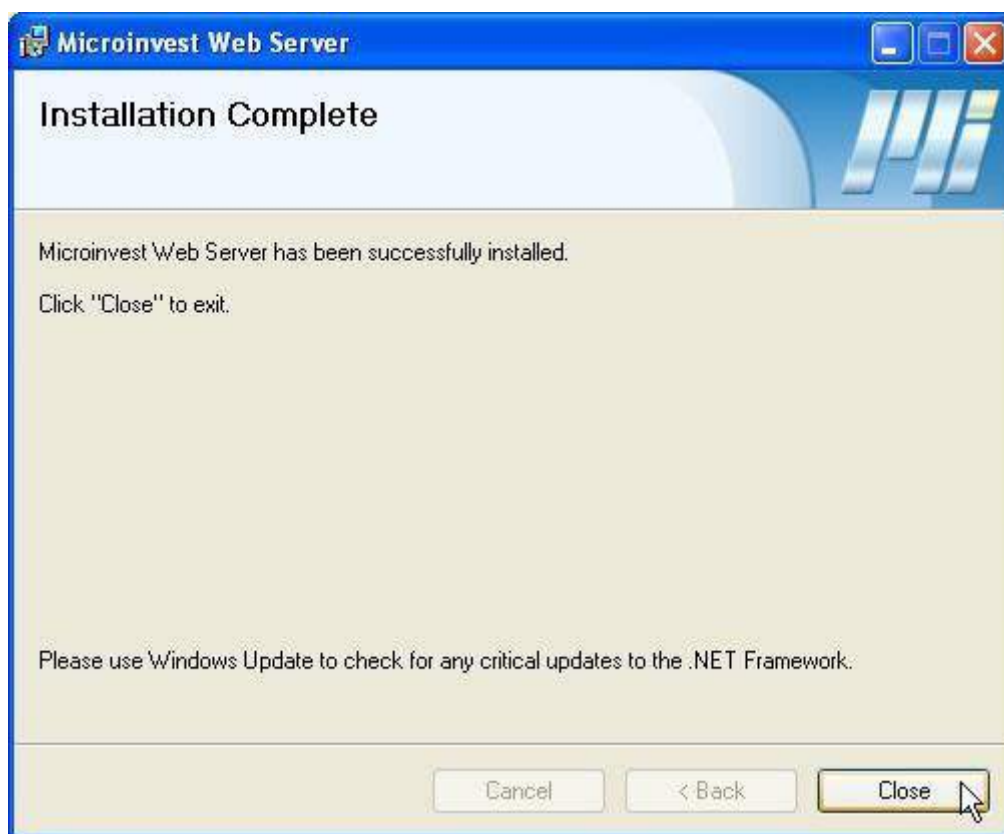 Microinvest Web Server
Installation Complete
Mi
Microinvest Web Server has been successfully installed.
Click "Close" to exit.
Please use Windows Update to check for any critical updates to the .NET Framework.
Cancel
< Back
Close